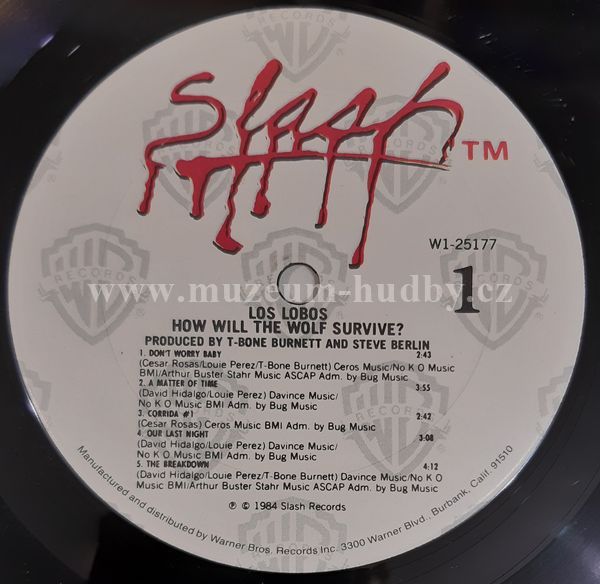 Slash TM
W1-25177
1
www.muzeum-hudby.cz
LOS LOBOS
HOW WILL THE WOLF SURVIVE?
PRODUCED BY T-BONE BURNETT AND STEVE BERLIN
1. DON'T WORRY BABY 2:43
(Cesar Rosas/Louie Perez/T-Bone Burnett) Ceros Music/No K O Music
BMI/Arthur Buster Stahr Music ASCAP Adm. by Bug Music
2. A MATTER OF TIME 3:55
(David Hidalgo/Louie Perez) Davince Music/
No K O Music BMI Adm. by Bug Music
3. CORRIDA #1 2:42
(Cesar Rosas) Ceros Music BMI Adm. by Bug Music
4. OUR LAST NIGHT 3:08
(David Hidalgo/Louie Perez) Davince Music/
No K O Music BMI Adm. by Bug Music
5. THE BREAKDOWN 4:12
(David Hidalgo/Louie Perez/T-Bone Burnett) Davince Music/No K O
Music BMI/Arthur Buster Stahr Music ASCAP Adm. by Bug Music
℗ © 1984 Slash Records
Manufactured and distributed by Warner Bros. Records Inc. 3300 Warner Blvd., Burbank, Calif. 91510
WB RECORDS